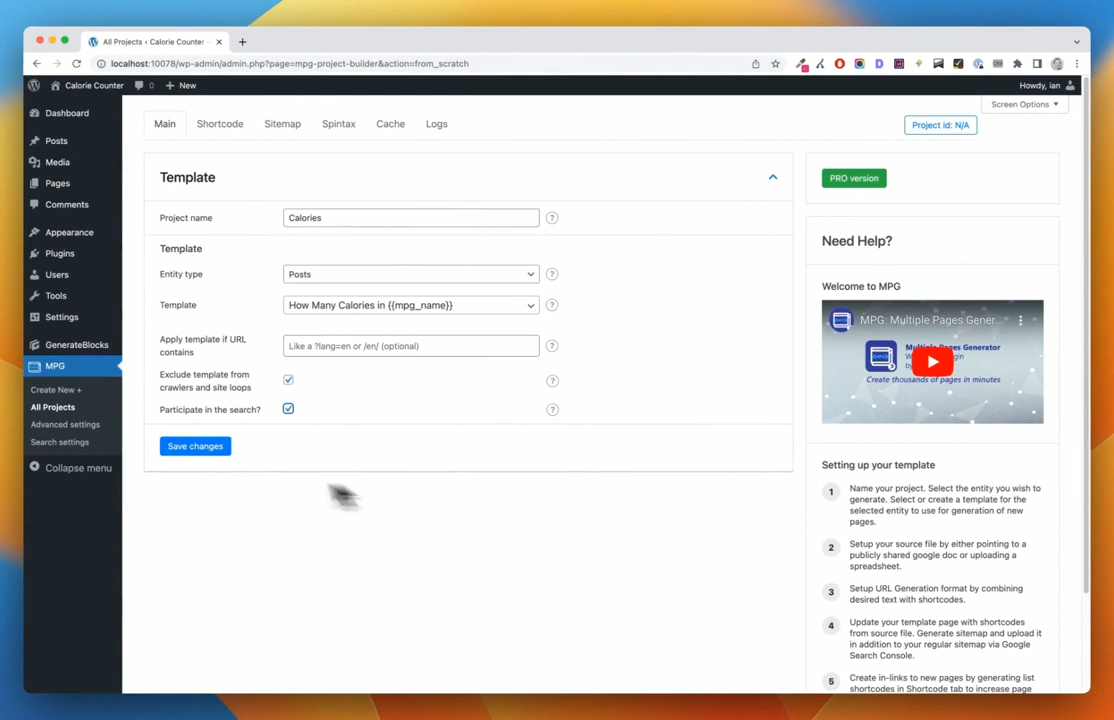 All Projects ‹ Calorie Counter
localhost:10078/wp-admin/admin.php?page=mpg-project-builder&action=from_scratch
Calorie Counter 0 New Howdy, ian
Screen Options
Dashboard
Posts
Media
Pages
Comments
Appearance
Plugins
Users
Tools
Settings
GenerateBlocks
MPG
Create New +
All Projects
Advanced settings
Search settings
Collapse menu
Main Shortcode Sitemap Spintax Cache Logs
Project id: N/A
Template
Project name Calories ?
Template
Entity type Posts ?
Template How Many Calories in {{mpg_name}} ?
Apply template if URL
contains
Like a ?lang=en or /en/ (optional) ?
Exclude template from
crawlers and site loops ?
Participate in the search? ?
Save changes
PRO version
Need Help?
Welcome to MPG
MPG: Multiple Pages Gener...
Multiple Pages Generator
Create thousands of pages in minutes
Setting up your template
1 Name your project. Select the entity you wish to
generate. Select or create a template for the
selected entity to use for generation of new
pages.
2 Setup your source file by either pointing to a
publicly shared google doc or uploading a
spreadsheet.
3 Setup URL Generation format by combining
desired text with shortcodes.
4 Update your template page with shortcodes
from source file. Generate sitemap and upload it
in addition to your regular sitemap via Google
Search Console.
5 Create in-links to new pages by generating list
shortcodes in Shortcode tab to increase page